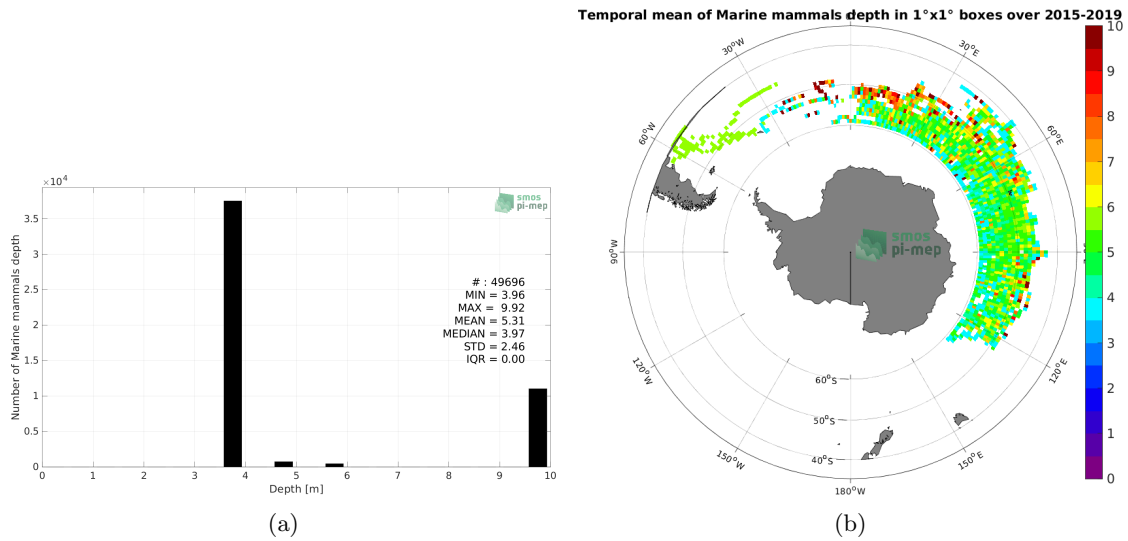 ×10⁴
3.5
3
2.5
2
1.5
1
0.5
0
0 1 2 3 4 5 6 7 8 9 10
Number of Marine mammals depth
Depth [m]
smos
pi-mep
# : 49696
MIN = 3.96
MAX = 9.92
MEAN = 5.31
MEDIAN = 3.97
STD = 2.46
IQR = 0.00
(a)
Temporal mean of Marine mammals depth in 1°x1° boxes over 2015-2019
30°W
30°E
60°W
60°E
90°W
120°W
120°E
150°W
150°E
180°W
60°S
50°S
40°S
smos
pi-mep
10
9
8
7
6
5
4
3
2
1
0
(b)